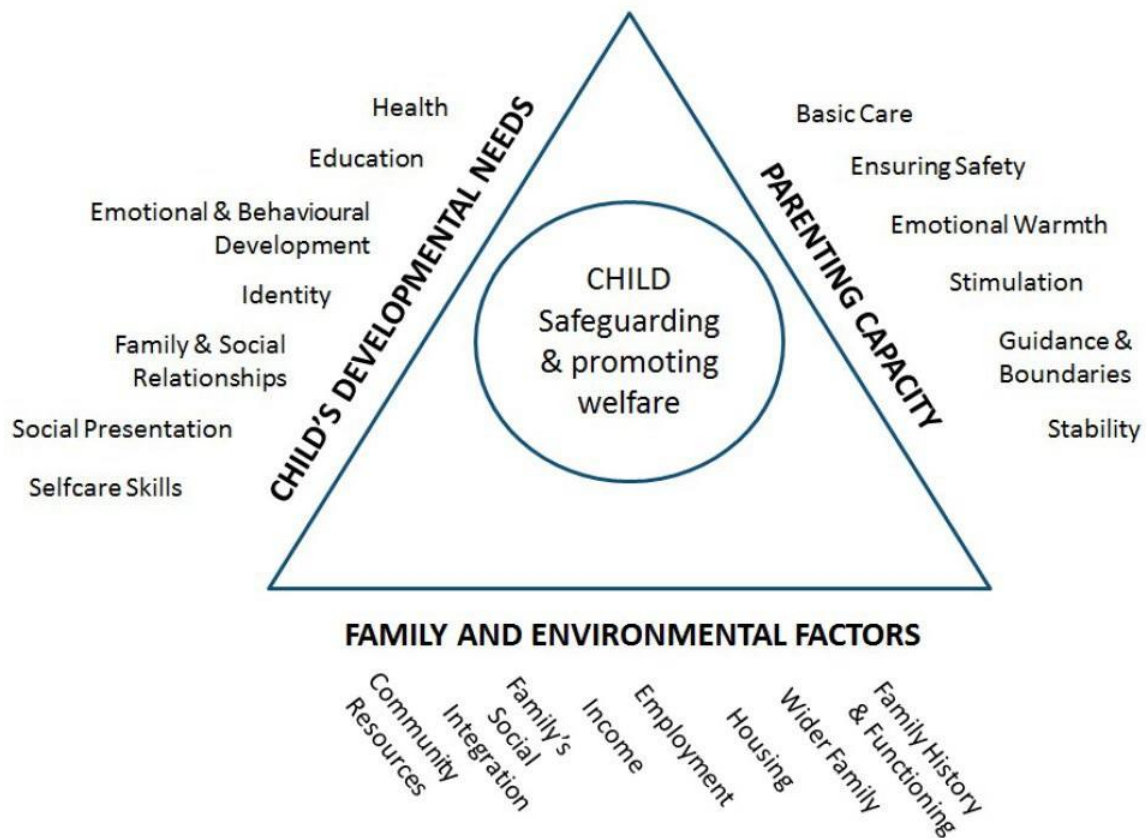 Health
Education
Emotional & Behavioural
Development
Identity
Family & Social
Relationships
Social Presentation
Selfcare Skills
CHILD'S DEVELOPMENTAL NEEDS
CHILD
Safeguarding
& promoting
welfare
PARENTING CAPACITY
Basic Care
Ensuring Safety
Emotional Warmth
Stimulation
Guidance &
Boundaries
Stability
FAMILY AND ENVIRONMENTAL FACTORS
Community
Resources
Family's
Social
Integration
Income
Employment
Housing
Wider Family
Family History
& Functioning